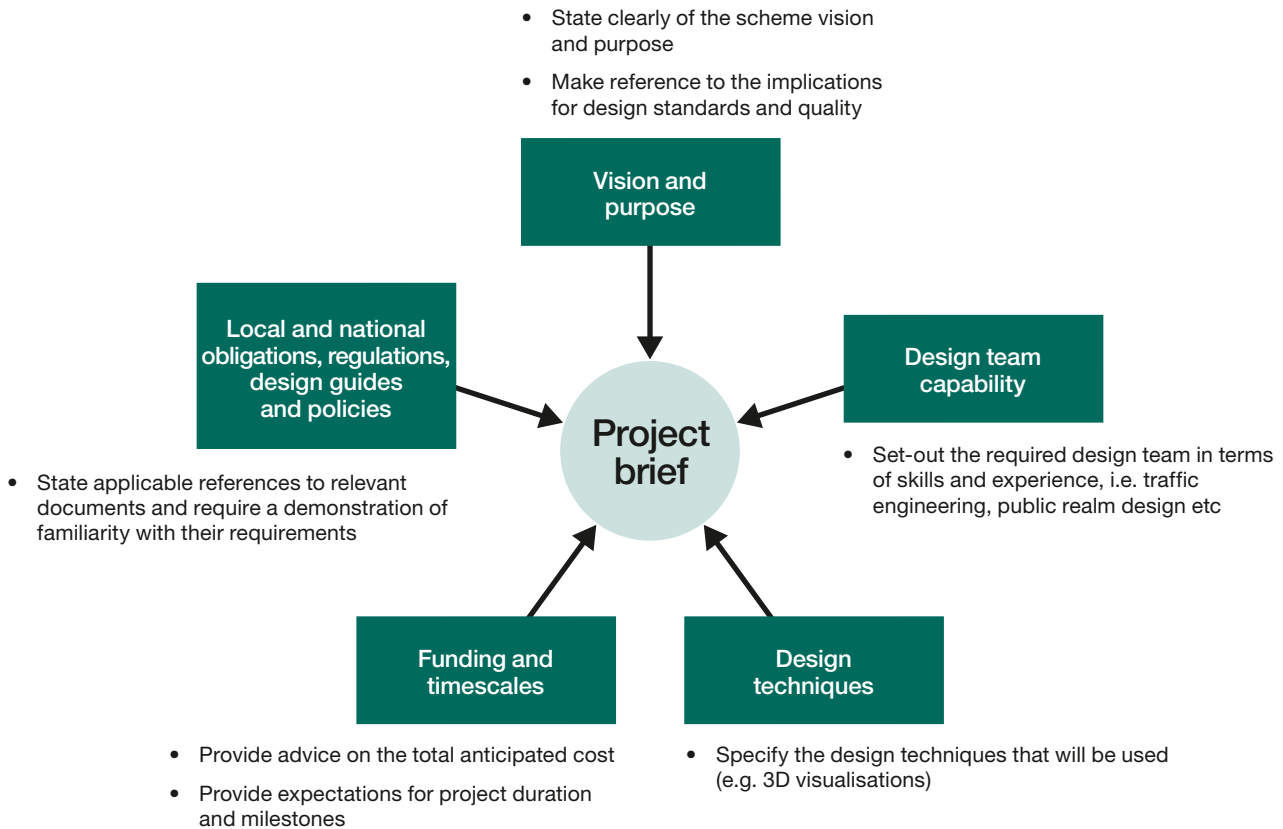 • State clearly of the scheme vision
and purpose
• Make reference to the implications
for design standards and quality
Vision and
purpose
Local and national
obligations, regulations,
design guides
and policies
• State applicable references to relevant
documents and require a demonstration of
familiarity with their requirements
Project
brief
Design team
capability
• Set-out the required design team in terms
of skills and experience, i.e. traffic
engineering, public realm design etc
Funding and
timescales
• Provide advice on the total anticipated cost
• Provide expectations for project duration
and milestones
Design
techniques
• Specify the design techniques that will be used
(e.g. 3D visualisations)